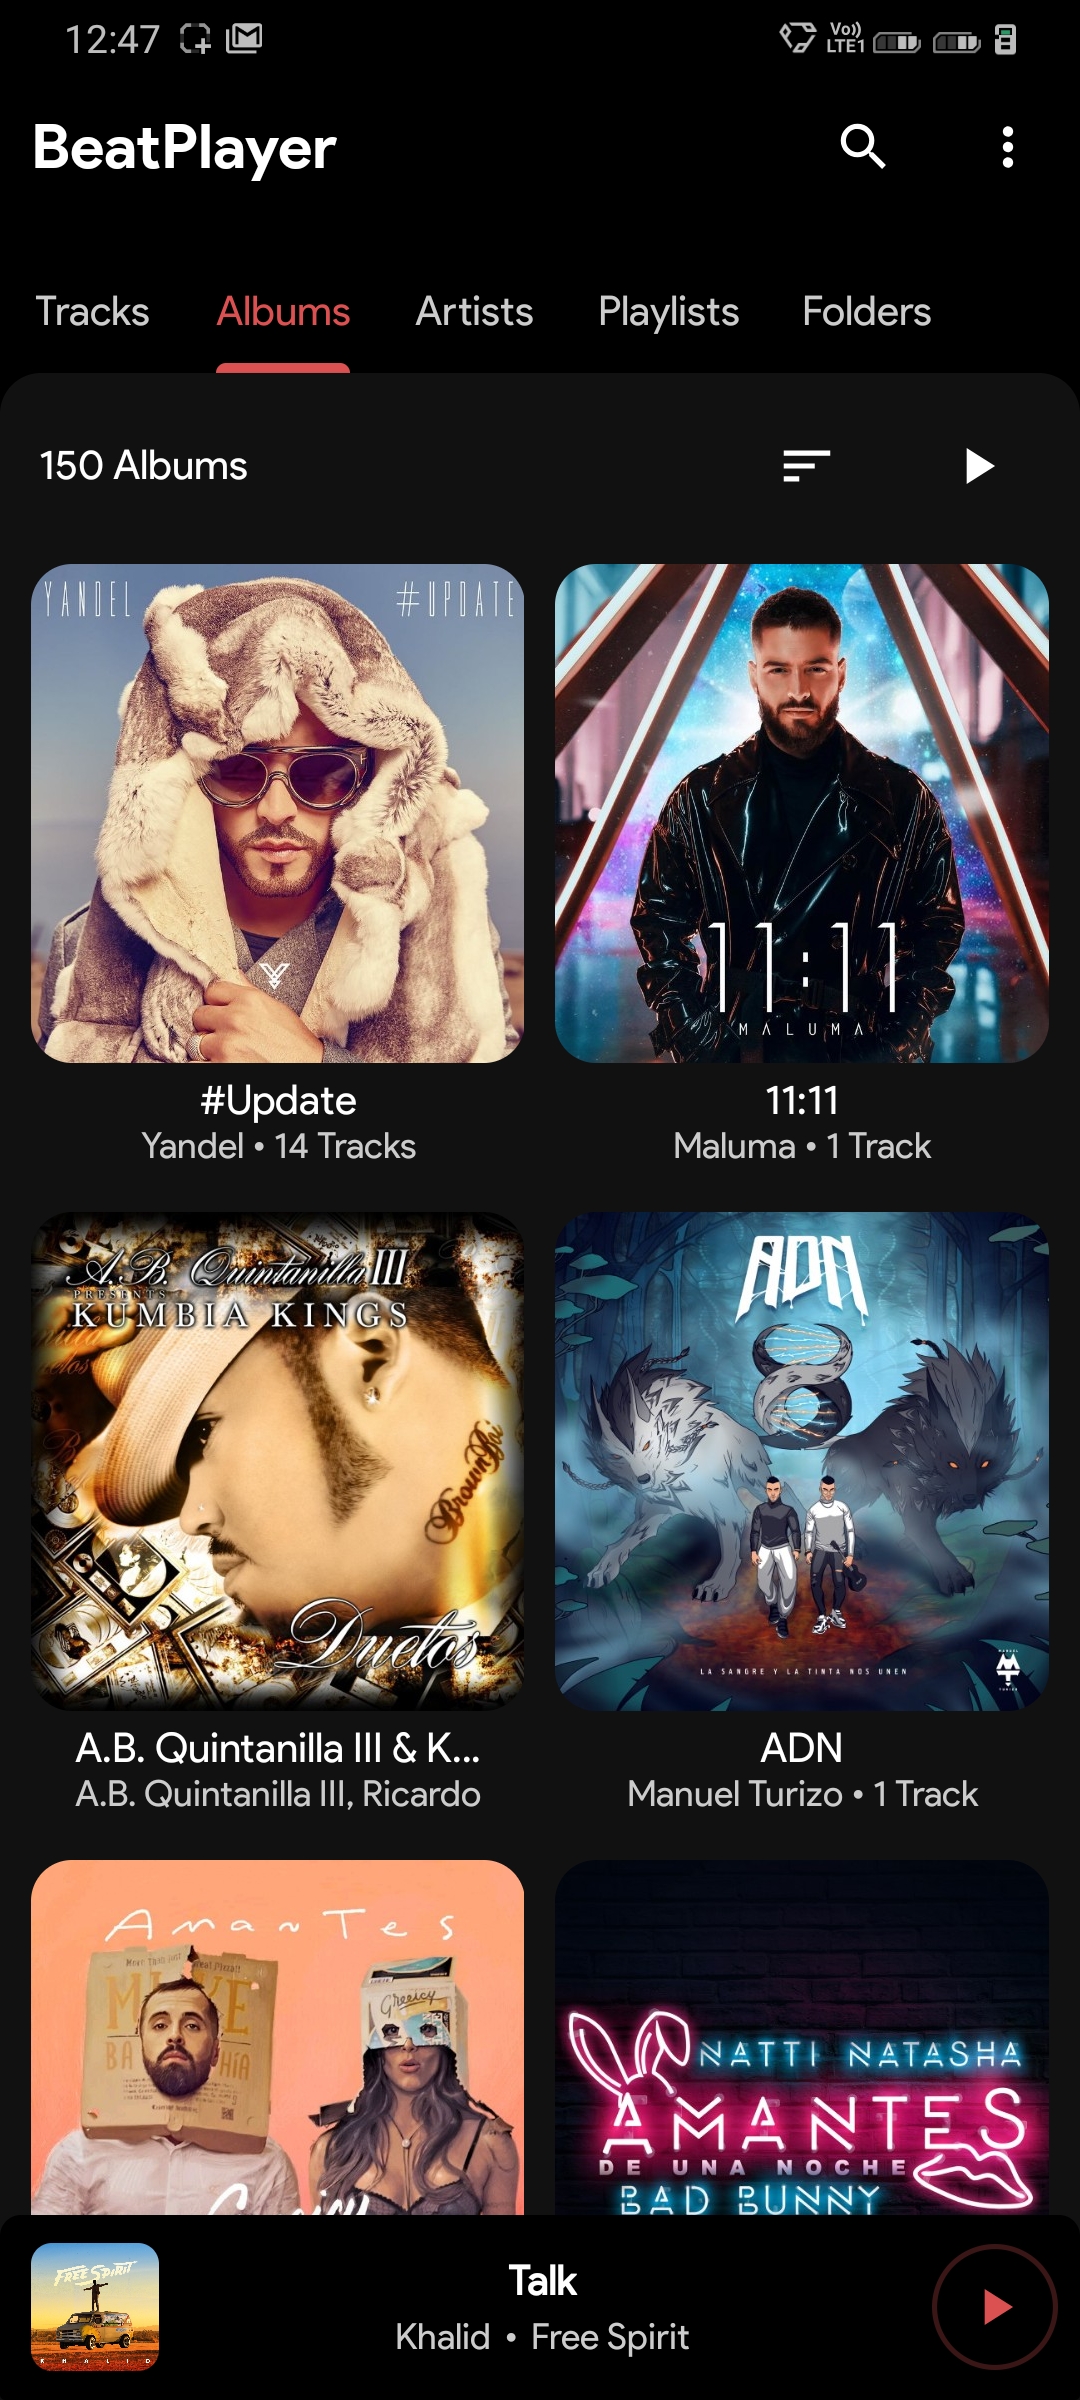 12:47
Vo))
LTE1
BeatPlayer
Tracks Albums Artists Playlists Folders
150 Albums
YANDEL #UPDATE
11:11
MALUMA
#Update
Yandel • 14 Tracks
11:11
Maluma • 1 Track
A.B. Quintanilla III
PRESENTS
KUMBIA KINGS
Duetos
ADN
LA SANGRE Y LA TINTA NOS UNEN
MANUEL
TURIZO
A.B. Quintanilla III & K...
A.B. Quintanilla III, Ricardo
ADN
Manuel Turizo • 1 Track
AmanTes
Greeicy
NATTI NATASHA
AMANTES
DE UNA NOCHE
BAD BUNNY
FREE SPIRIT
KHALID
Talk
Khalid • Free Spirit